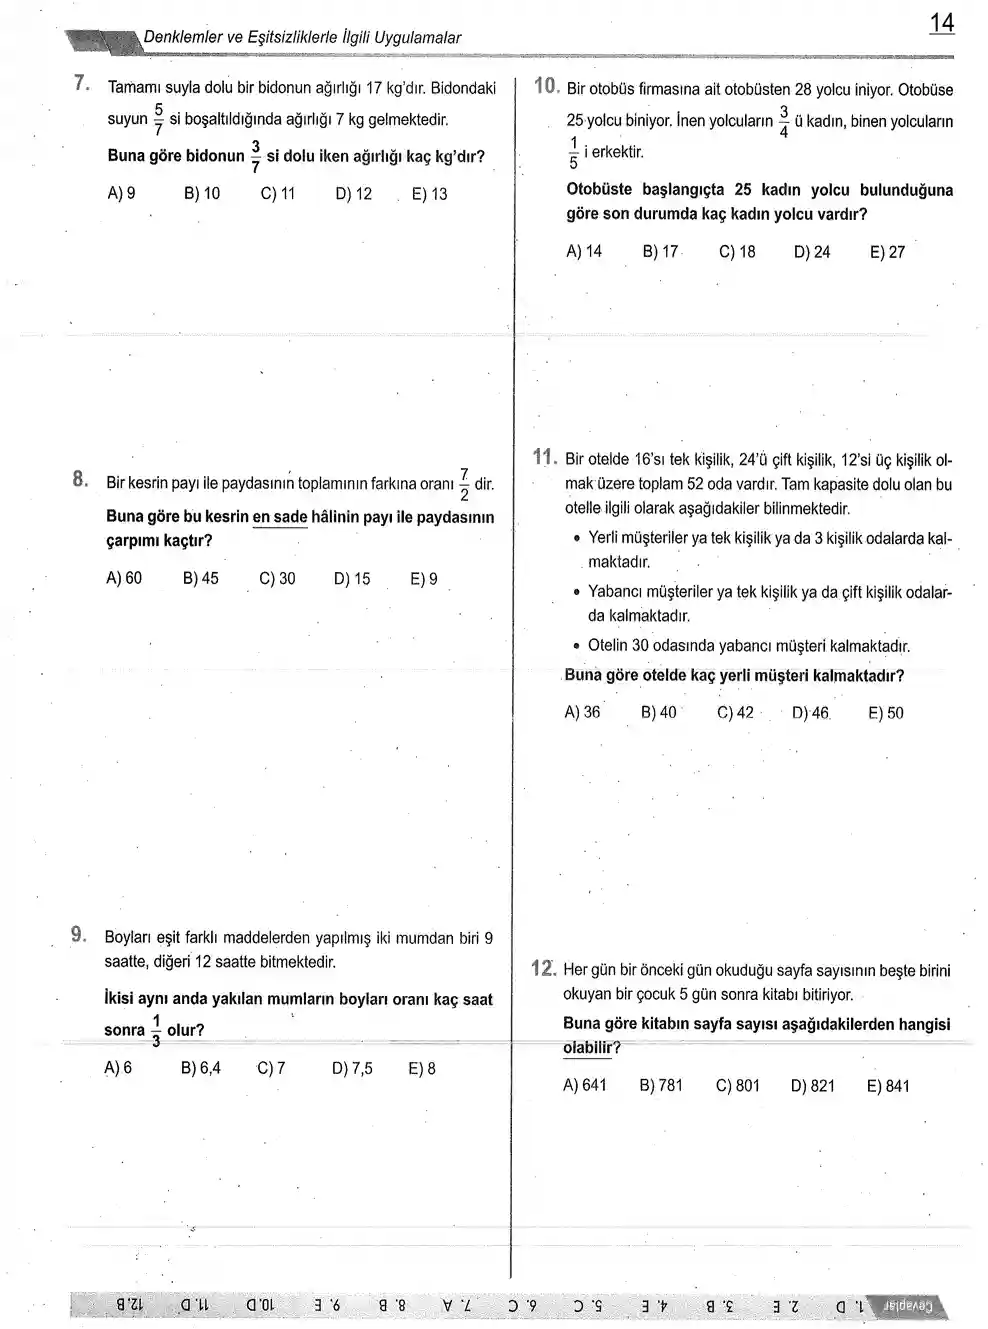 14
Denklemler ve Eşitsizliklerle İlgili Uygulamalar
7. Tamamı suyla dolu bir bidonun ağırlığı 17 kg'dır. Bidondaki
suyun 5/7 si boşaltıldığında ağırlığı 7 kg gelmektedir.
Buna göre bidonun 3/7 si dolu iken ağırlığı kaç kg'dır?
A) 9 B) 10 C) 11 D) 12 E) 13
8. Bir kesrin payı ile paydasının toplamının farkına oranı 7/2 dir.
Buna göre bu kesrin en sade hâlinin payı ile paydasının
çarpımı kaçtır?
A) 60 B) 45 C) 30 D) 15 E) 9
9. Boyları eşit farklı maddelerden yapılmış iki mumdan biri 9
saatte, diğeri 12 saatte bitmektedir.
İkisi aynı anda yakılan mumların boyları oranı kaç saat
sonra 1/3 olur?
A) 6 B) 6,4 C) 7 D) 7,5 E) 8
10. Bir otobüs firmasına ait otobüsten 28 yolcu iniyor. Otobüse
25 yolcu biniyor. İnen yolcuların 3/4 ü kadın, binen yolcuların
1/5 i erkektir.
Otobüste başlangıçta 25 kadın yolcu bulunduğuna
göre son durumda kaç kadın yolcu vardır?
A) 14 B) 17 C) 18 D) 24 E) 27
11. Bir otelde 16'sı tek kişilik, 24'ü çift kişilik, 12'si üç kişilik ol-
mak üzere toplam 52 oda vardır. Tam kapasite dolu olan bu
otelle ilgili olarak aşağıdakiler bilinmektedir.
• Yerli müşteriler ya tek kişilik ya da 3 kişilik odalarda kal-
maktadır.
• Yabancı müşteriler ya tek kişilik ya da çift kişilik odalar-
da kalmaktadır.
• Otelin 30 odasında yabancı müşteri kalmaktadır.
Buna göre otelde kaç yerli müşteri kalmaktadır?
A) 36 B) 40 C) 42 D) 46 E) 50
12. Her gün bir önceki gün okuduğu sayfa sayısının beşte birini
okuyan bir çocuk 5 gün sonra kitabı bitiriyor.
Buna göre kitabın sayfa sayısı aşağıdakilerden hangisi
olabilir?
A) 641 B) 781 C) 801 D) 821 E) 841
Cevaplar 1. D 2. E 3. B 4. E 5. C 6. C 7. A 8. B 9. E 10. D 11. D 12. B